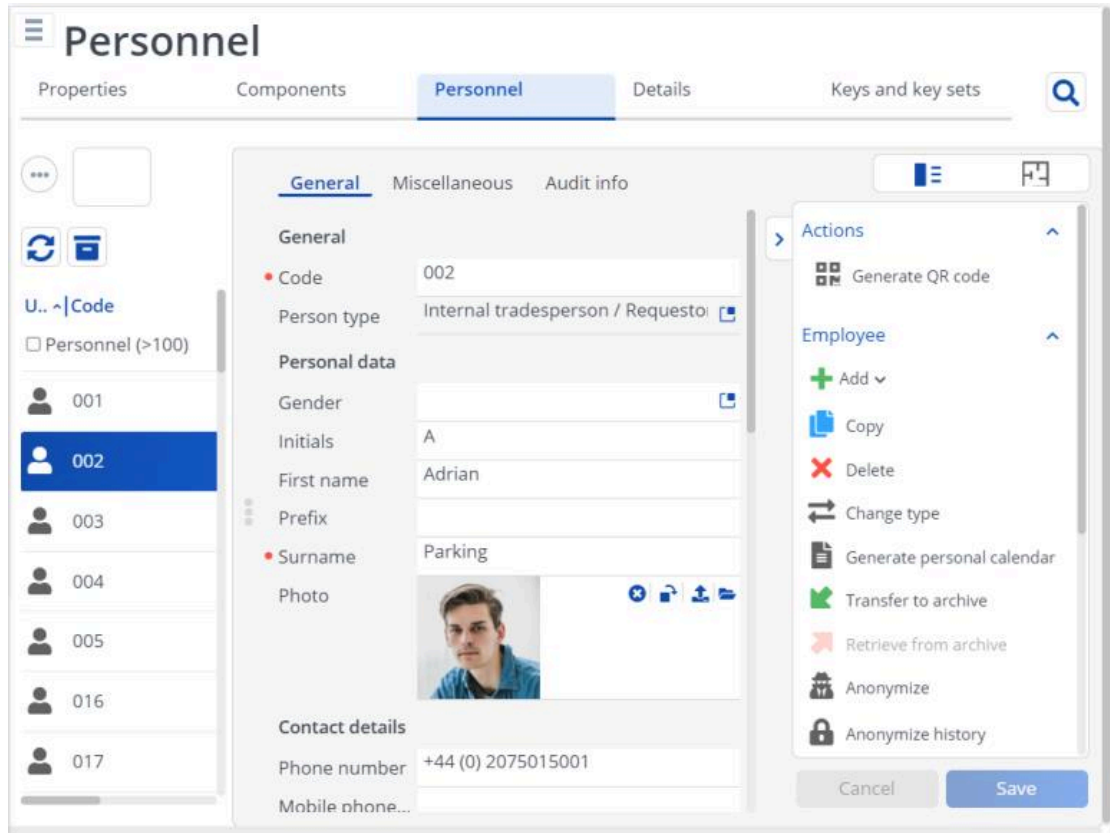 Personnel
Properties Components Personnel Details Keys and key sets
General Miscellaneous Audit info
U.. Code
Personnel (>100)
001
002
003
004
005
016
017
General
Code 002
Person type Internal tradesperson / Requesto
Personal data
Gender
Initials A
First name Adrian
Prefix
Surname Parking
Photo
Contact details
Phone number +44 (0) 2075015001
Mobile phone...
Actions
Generate QR code
Employee
Add
Copy
Delete
Change type
Generate personal calendar
Transfer to archive
Retrieve from archive
Anonymize
Anonymize history
Cancel Save